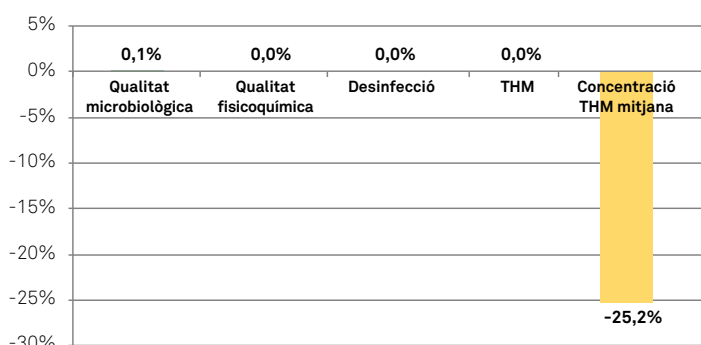 5%
0,1%
0,0%
0,0%
0,0%
0%
Qualitat
microbiològica
Qualitat
fisicoquímica
Desinfecció
THM
Concentració
THM mitjana
-5%
-10%
-15%
-20%
-25%
-25,2%
-30%